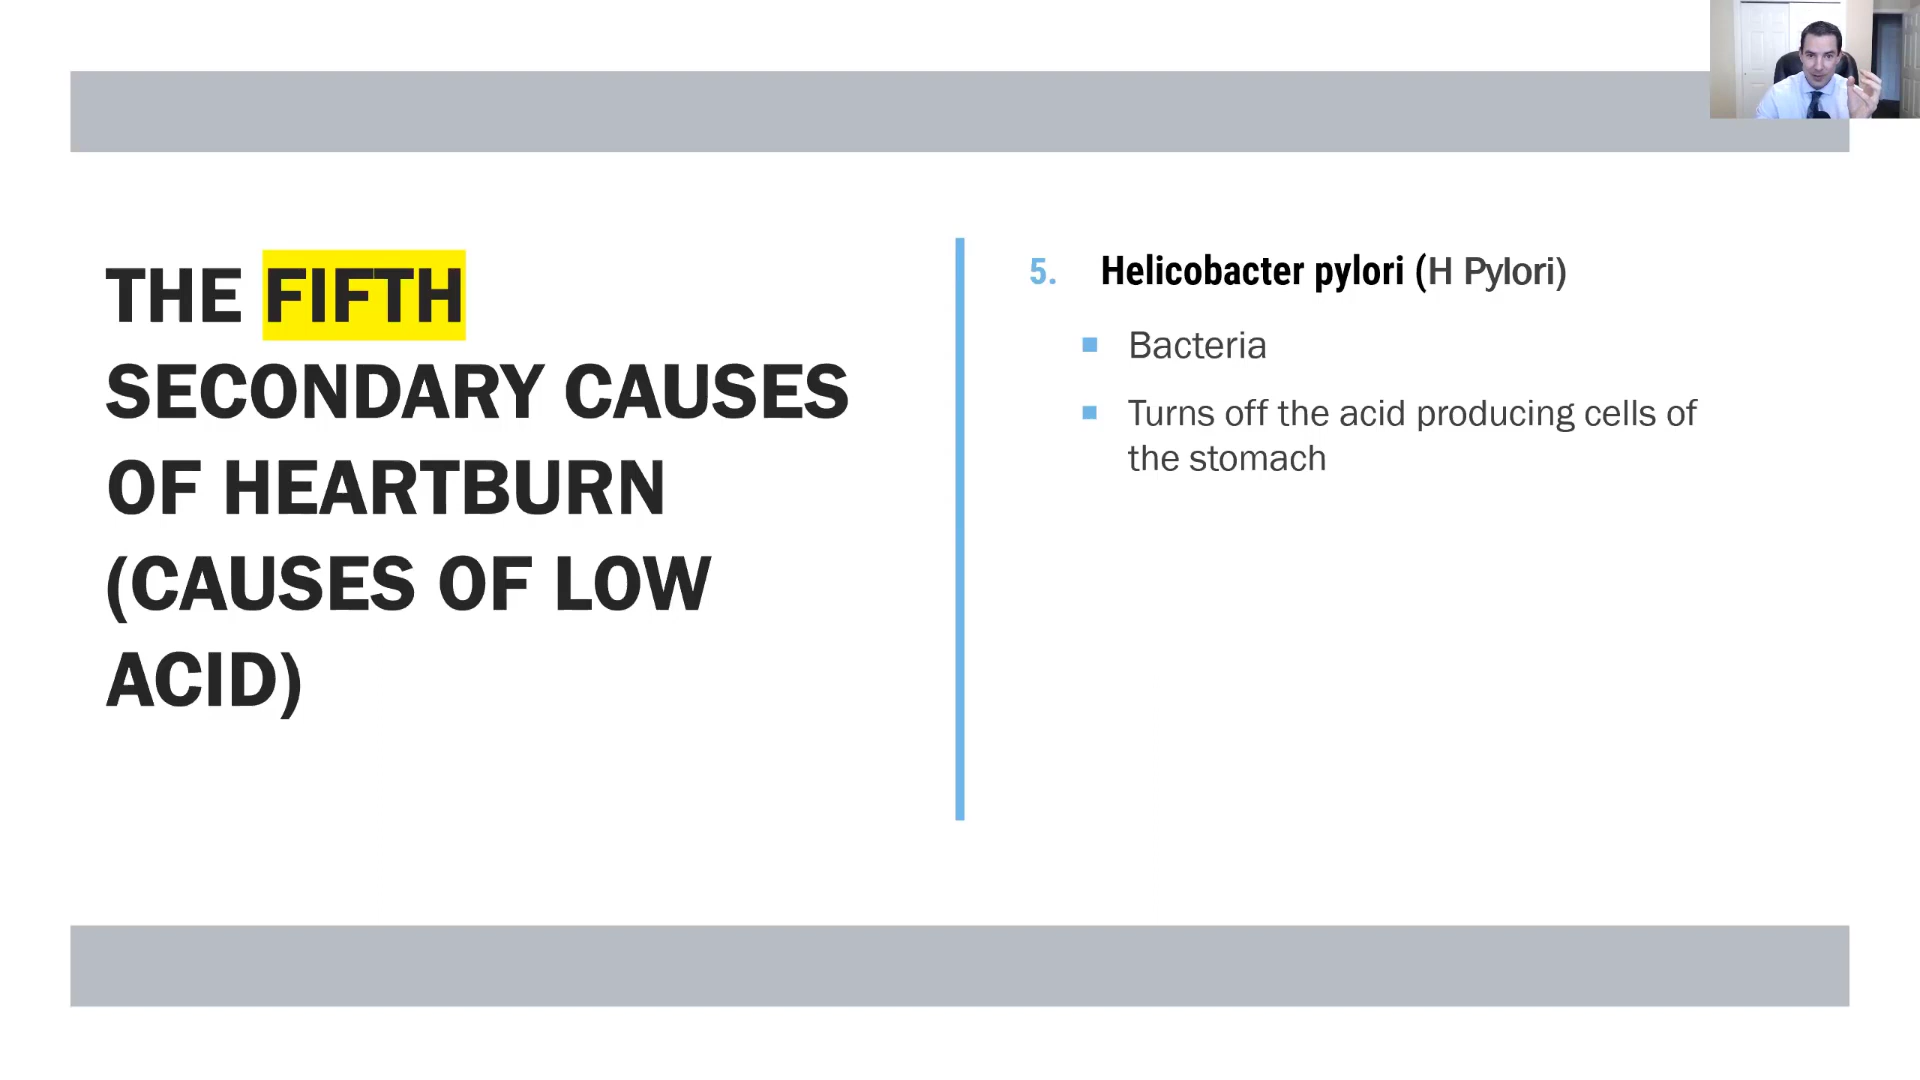 THE FIFTH
SECONDARY CAUSES
OF HEARTBURN
(CAUSES OF LOW
ACID)
5. Helicobacter pylori (H Pylori)
Bacteria
Turns off the acid producing cells of
the stomach